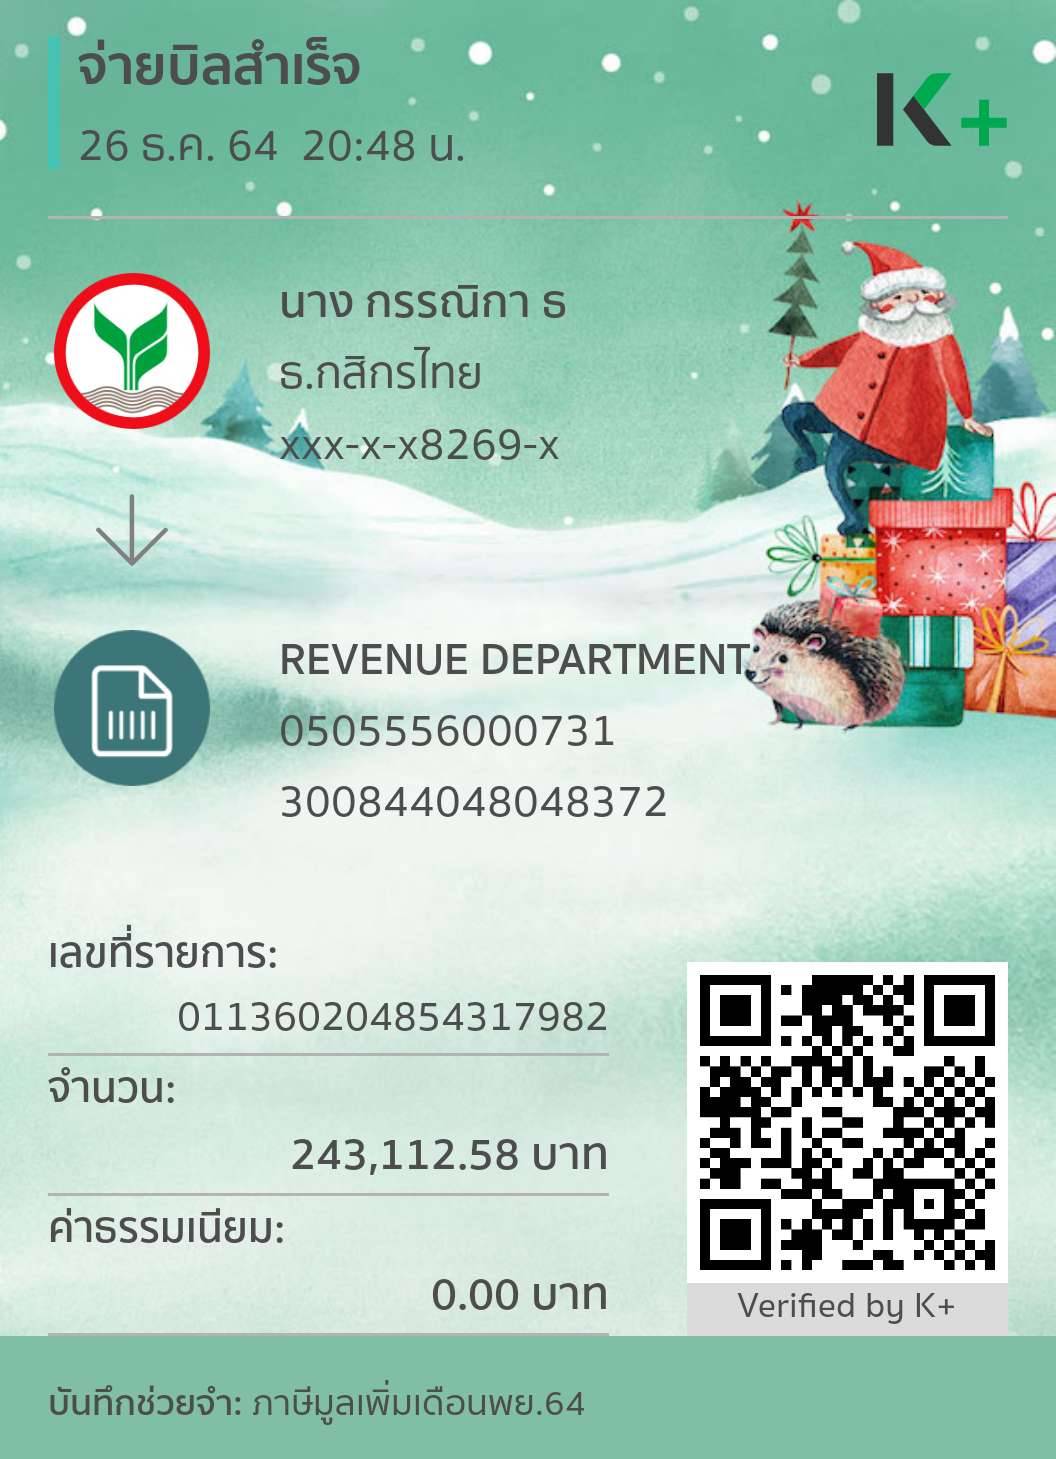 จ่ายบิลสำเร็จ
26 ธ.ค. 64 20:48 น.
K+
นาง กรรณิกา ธ
ธ.กสิกรไทย
xxx-x-x8269-x
REVENUE DEPARTMENT
0505556000731
300844048048372
เลขที่รายการ:
011360204854317982
จำนวน:
243,112.58 บาท
ค่าธรรมเนียม:
0.00 บาท
Verified by K+
บันทึกช่วยจำ: ภาษีมูลเพิ่มเดือนพย.64